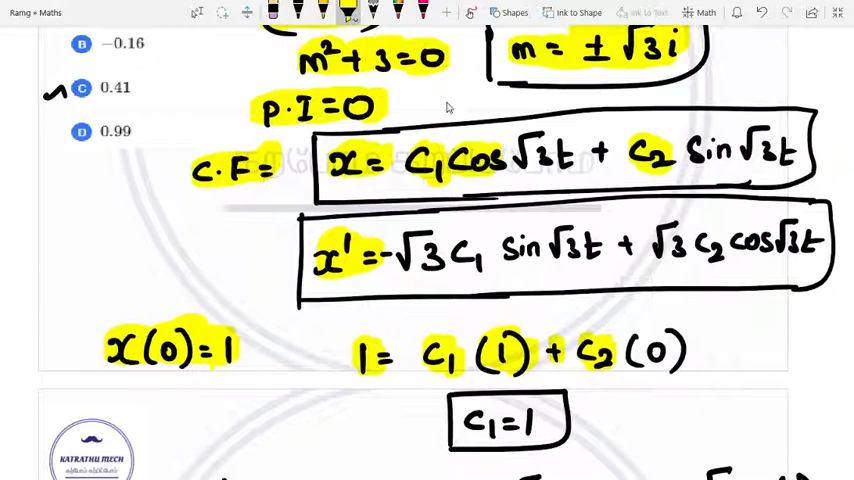 Ramg + Maths
Shapes
Ink to Shape
Ink to Math
Math
B −0.16
C 0.41
D 0.99
m² + 3 = 0
m = ± √3 i
P.I = 0
C.F = x = C₁ cos √3t + C₂ sin √3t
x' = -√3 C₁ sin √3t + √3 C₂ cos √3t
x(0) = 1
1 = C₁ (1) + C₂ (0)
C₁ = 1
KATRATHU MECH